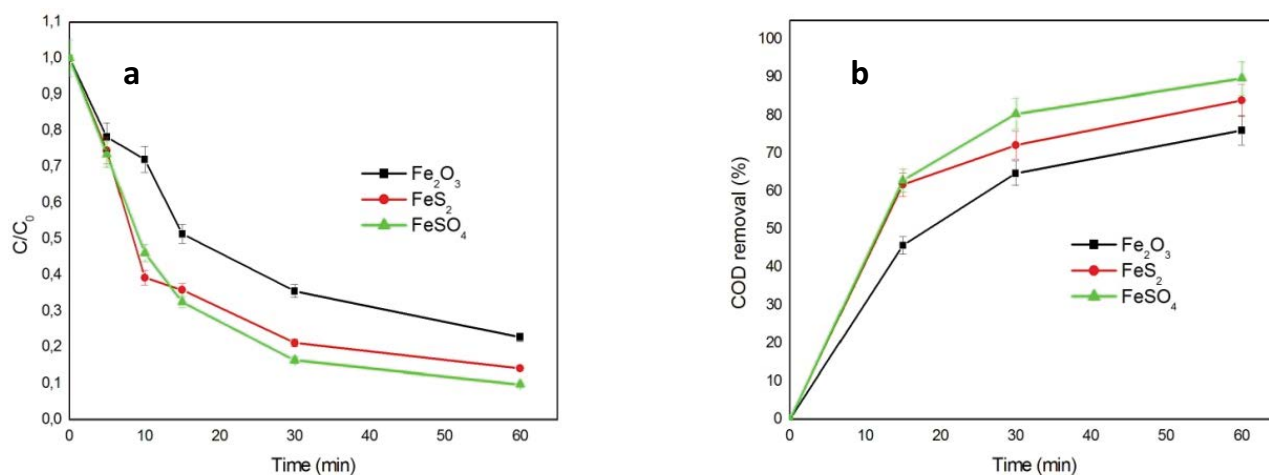 a
1,1
1,0
0,9
0,8
0,7
0,6
0,5
0,4
0,3
0,2
0,1
0,0
C/C₀
Fe₂O₃
FeS₂
FeSO₄
0 10 20 30 40 50 60
Time (min)
b
100
90
80
70
60
50
40
30
20
10
0
COD removal (%)
Fe₂O₃
FeS₂
FeSO₄
0 10 20 30 40 50 60
Time (min)